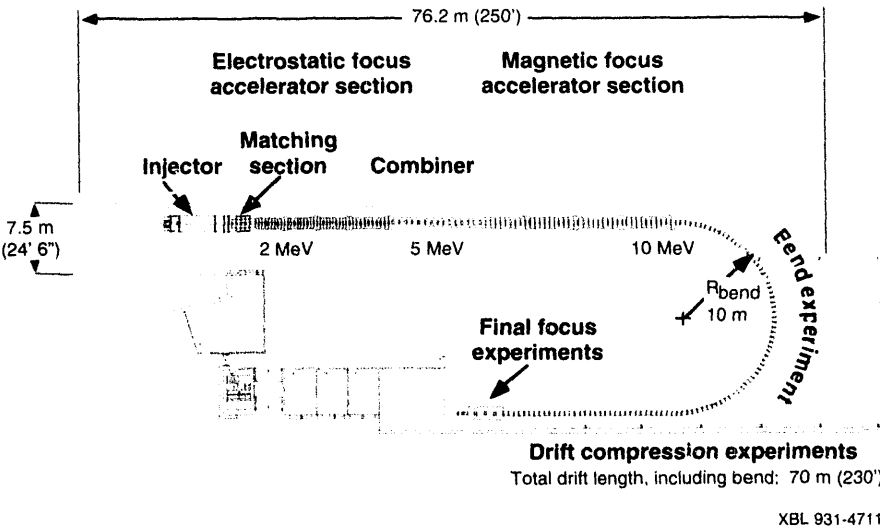 76.2 m (250')
Electrostatic focus
accelerator section
Magnetic focus
accelerator section
Matching
section
Injector
Combiner
7.5 m
(24' 6")
2 MeV
5 MeV
10 MeV
Bend experiment
Rbend
10 m
Final focus
experiments
Drift compression experiments
Total drift length, including bend: 70 m (230')
XBL 931-4711